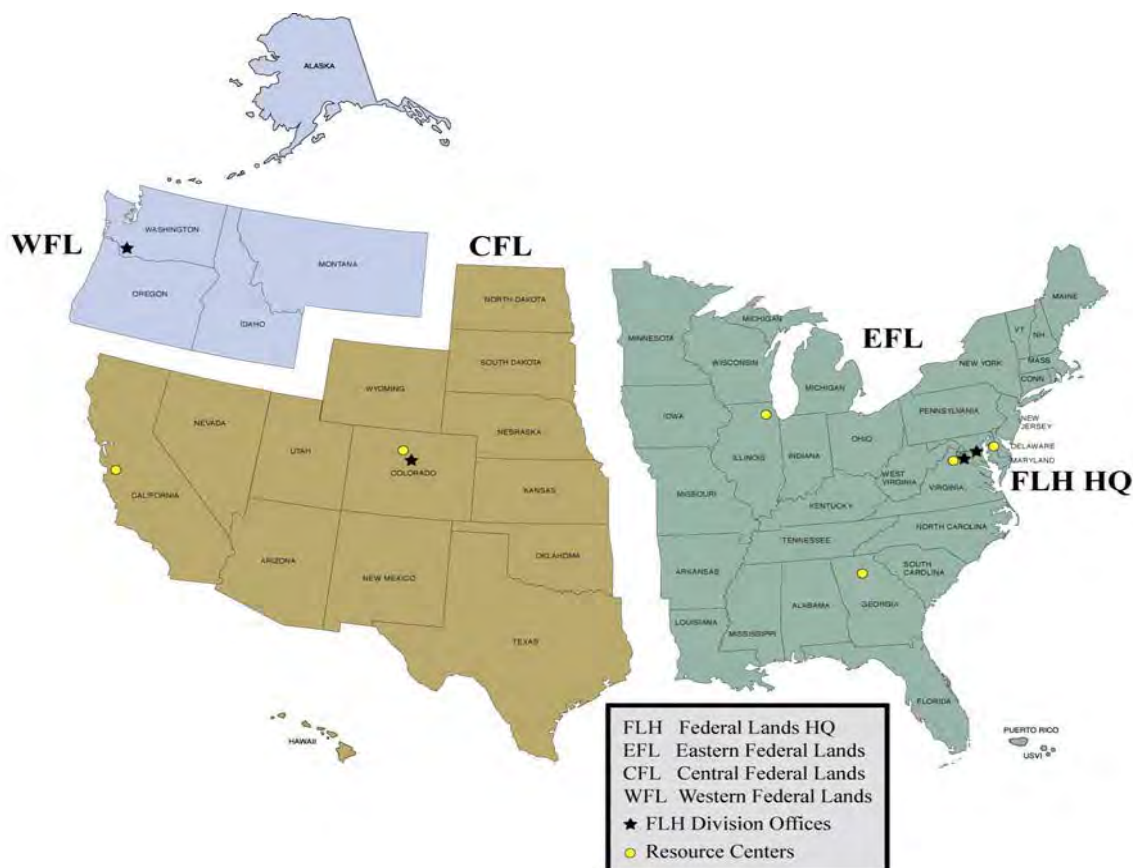 ALASKA
WFL
WASHINGTON
MONTANA
OREGON
IDAHO
CFL
NORTH DAKOTA
SOUTH DAKOTA
WYOMING
NEBRASKA
NEVADA
UTAH
COLORADO
KANSAS
CALIFORNIA
ARIZONA
NEW MEXICO
OKLAHOMA
TEXAS
HAWAII
EFL
MINNESOTA
WISCONSIN
MICHIGAN
MICHIGAN
IOWA
ILLINOIS
INDIANA
OHIO
MISSOURI
KENTUCKY
WEST
VIRGINIA
VIRGINIA
PENNSYLVANIA
NEW YORK
VT
NH
MAINE
MASS
CONN
NEW
JERSEY
DELAWARE
MARYLAND
FLH HQ
NORTH CAROLINA
TENNESSEE
SOUTH
CAROLINA
ARKANSAS
LOUISIANA
MISSISSIPPI
ALABAMA
GEORGIA
FLORIDA
PUERTO RICO
USVI
FLH Federal Lands HQ
EFL Eastern Federal Lands
CFL Central Federal Lands
WFL Western Federal Lands
★ FLH Division Offices
Resource Centers